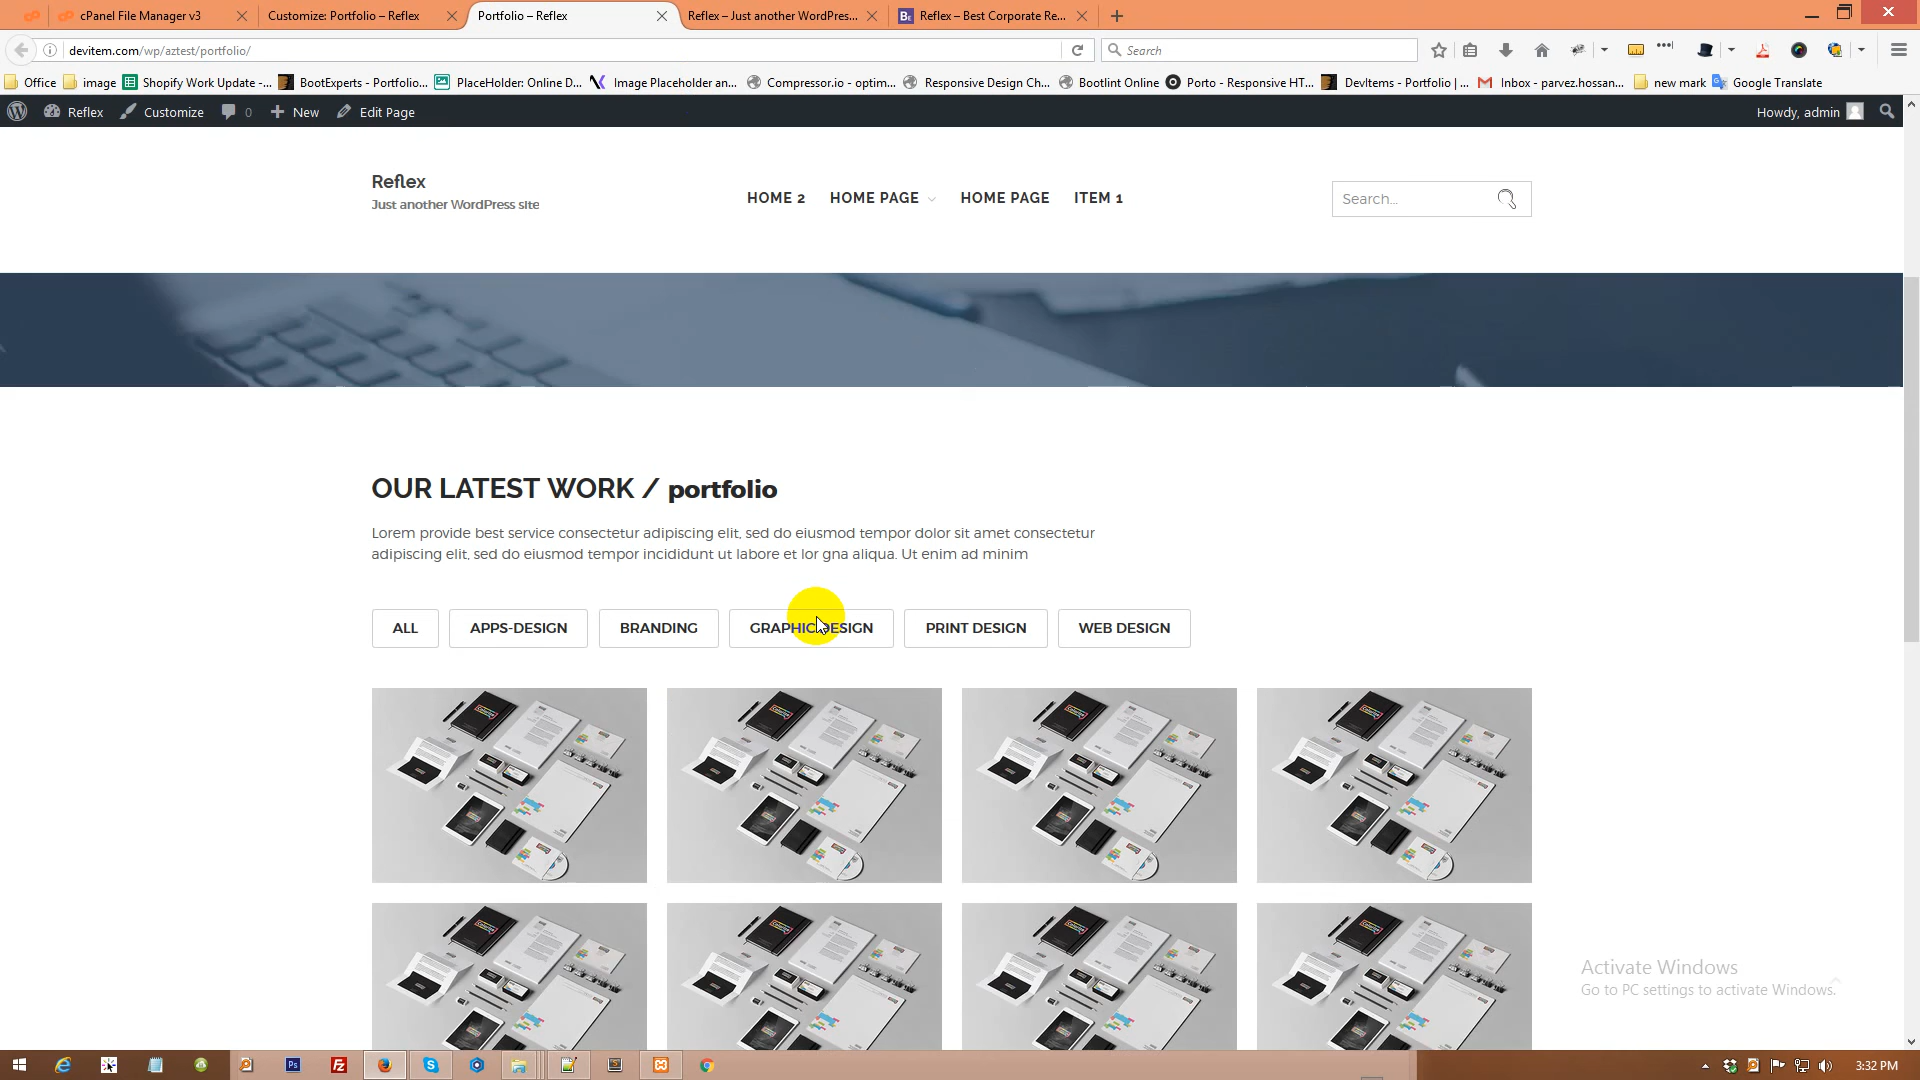 cPanel File Manager v3
Customize: Portfolio – Reflex
Portfolio – Reflex
Reflex – Just another WordPres...
Reflex – Best Corporate Re...
devitem.com/wp/aztest/portfolio/
Search
Office
image
Shopify Work Update -...
BootExperts - Portfolio...
PlaceHolder: Online D...
Image Placeholder an...
Compressor.io - optim...
Responsive Design Ch...
Bootlint Online
Porto - Responsive HT...
DevItems - Portfolio | ...
Inbox - parvez.hossan...
new mark
Google Translate
Reflex
Customize
0
New
Edit Page
Howdy, admin
Reflex
Just another WordPress site
HOME 2
HOME PAGE
HOME PAGE
ITEM 1
Search...
OUR LATEST WORK / portfolio
Lorem provide best service consectetur adipiscing elit, sed do eiusmod tempor dolor sit amet consectetur
adipiscing elit, sed do eiusmod tempor incididunt ut labore et lor gna aliqua. Ut enim ad minim
ALL
APPS-DESIGN
BRANDING
GRAPHIC DESIGN
PRINT DESIGN
WEB DESIGN
Activate Windows
Go to PC settings to activate Windows.
3:32 PM